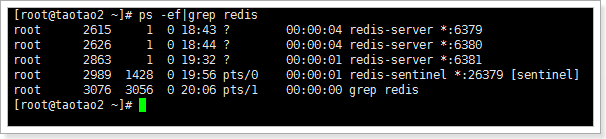 [root@taotao2 ~]# ps -ef|grep redis
root      2615     1  0 18:43 ?        00:00:04 redis-server *:6379
root      2626     1  0 18:44 ?        00:00:04 redis-server *:6380
root      2863     1  0 19:32 ?        00:00:01 redis-server *:6381
root      2989  1428  0 19:56 pts/0    00:00:01 redis-sentinel *:26379 [sentinel]
root      3076  3056  0 20:06 pts/1    00:00:00 grep redis
[root@taotao2 ~]#